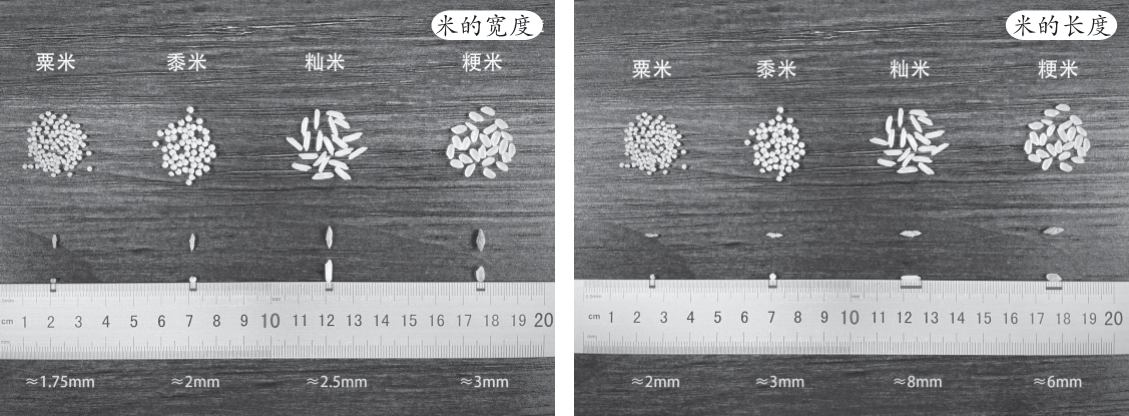 米的宽度
粟米 黍米 籼米 粳米
cm 1 2 3 4 5 6 7 8 9 10 11 12 13 14 15 16 17 18 19 20
≈1.75mm ≈2mm ≈2.5mm ≈3mm
米的长度
粟米 黍米 籼米 粳米
cm 1 2 3 4 5 6 7 8 9 10 11 12 13 14 15 16 17 18 19 20
≈2mm ≈3mm ≈8mm ≈6mm